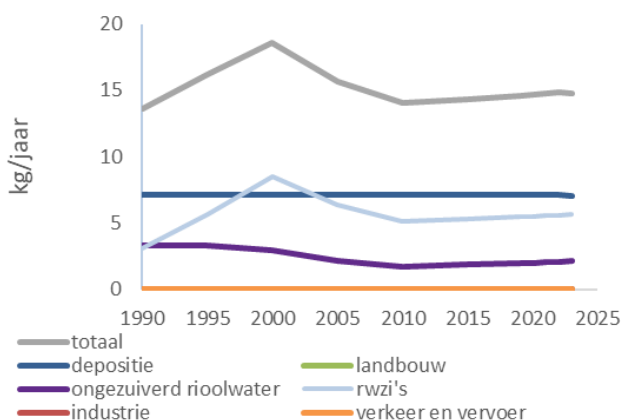 20
15
10
5
0
kg/jaar
1990 1995 2000 2005 2010 2015 2020 2025
totaal
depositie landbouw
ongezuiverd rioolwater rwzi's
industrie verkeer en vervoer